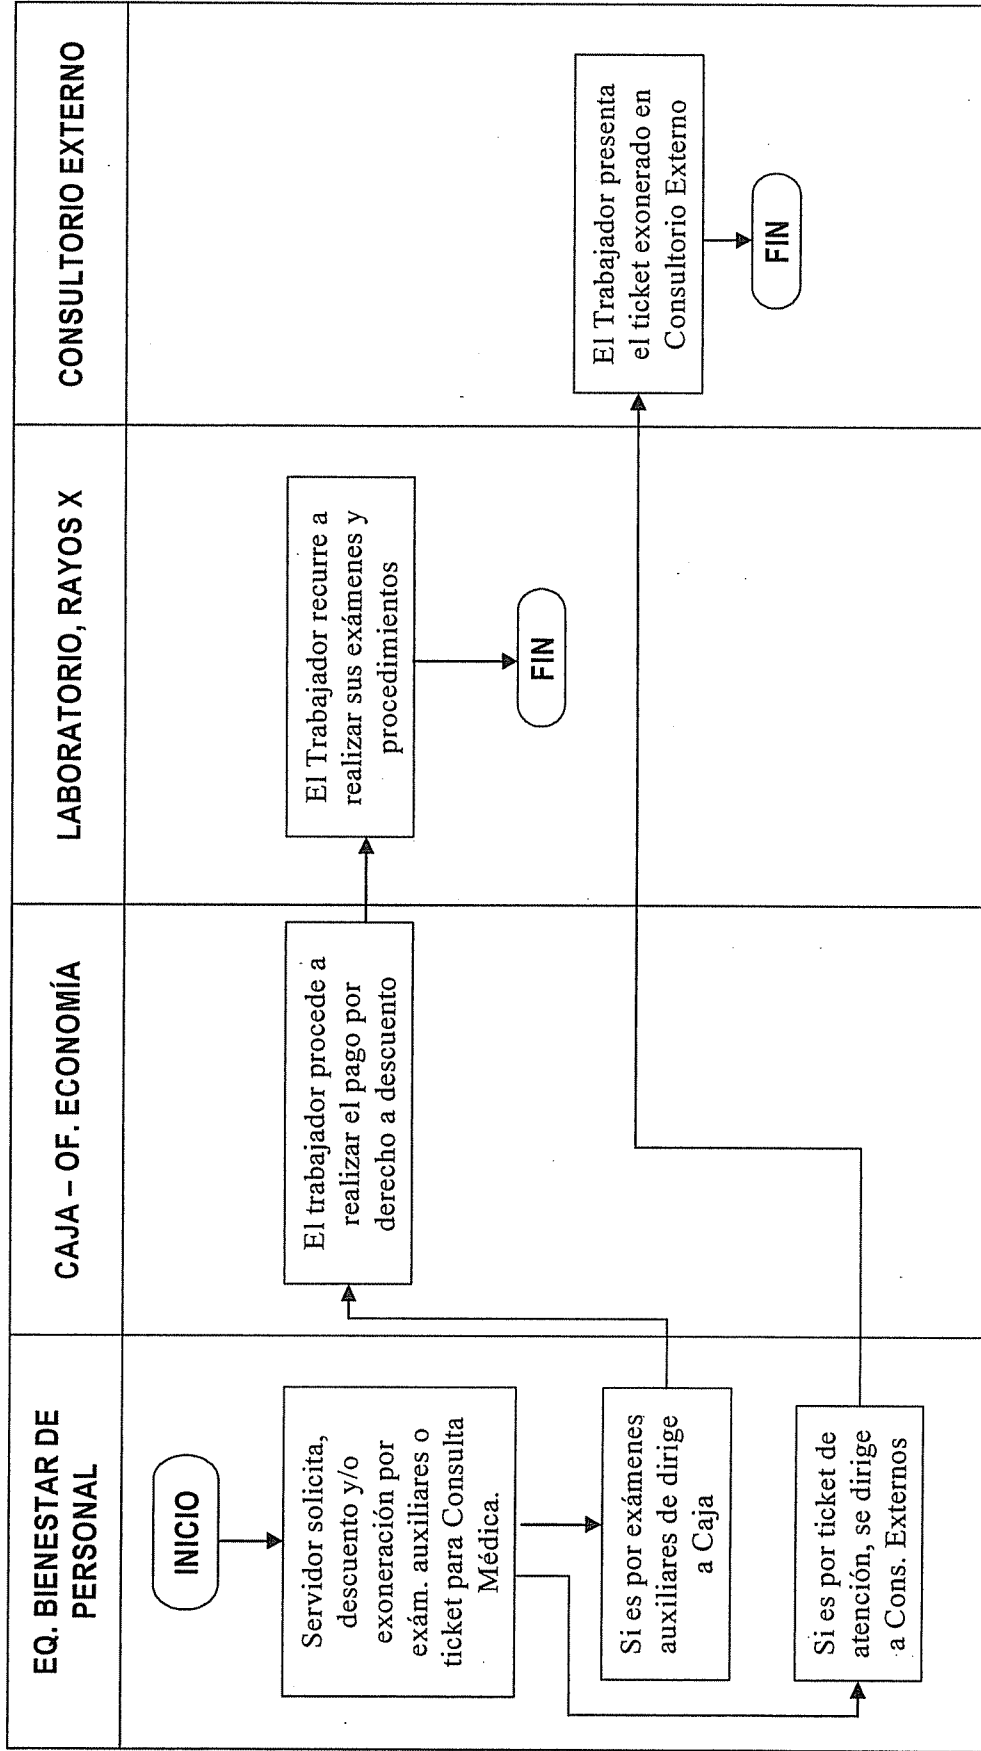 EQ. BIENESTAR DE
PERSONAL
CAJA – OF. ECONOMÍA
LABORATORIO, RAYOS X
CONSULTORIO EXTERNO
INICIO
Servidor solicita,
descuento y/o
exoneración por
exám. auxiliares o
ticket para Consulta
Médica.
Si es por exámenes
auxiliares de dirige
a Caja
Si es por ticket de
atención, se dirige
a Cons. Externos
El trabajador procede a
realizar el pago por
derecho a descuento
El Trabajador recurre a
realizar sus exámenes y
procedimientos
FIN
El Trabajador presenta
el ticket exonerado en
Consultorio Externo
FIN